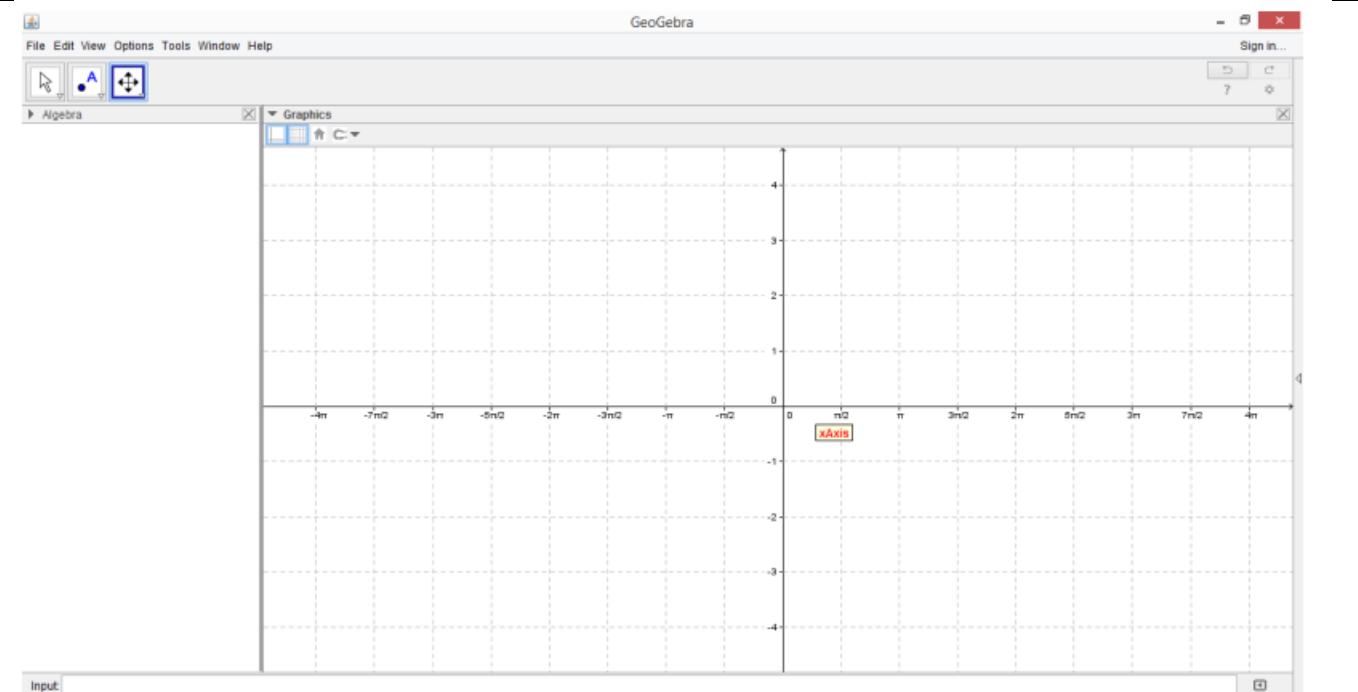 GeoGebra
File Edit View Options Tools Window Help
Sign in...
A
?
Algebra
Graphics
4
3
2
1
0
-4π -7π/2 -3π -5π/2 -2π -3π/2 -π -π/2 0 π/2 π 3π/2 2π 5π/2 3π 7π/2 4π
xAxis
-1
-2
-3
-4
Input: